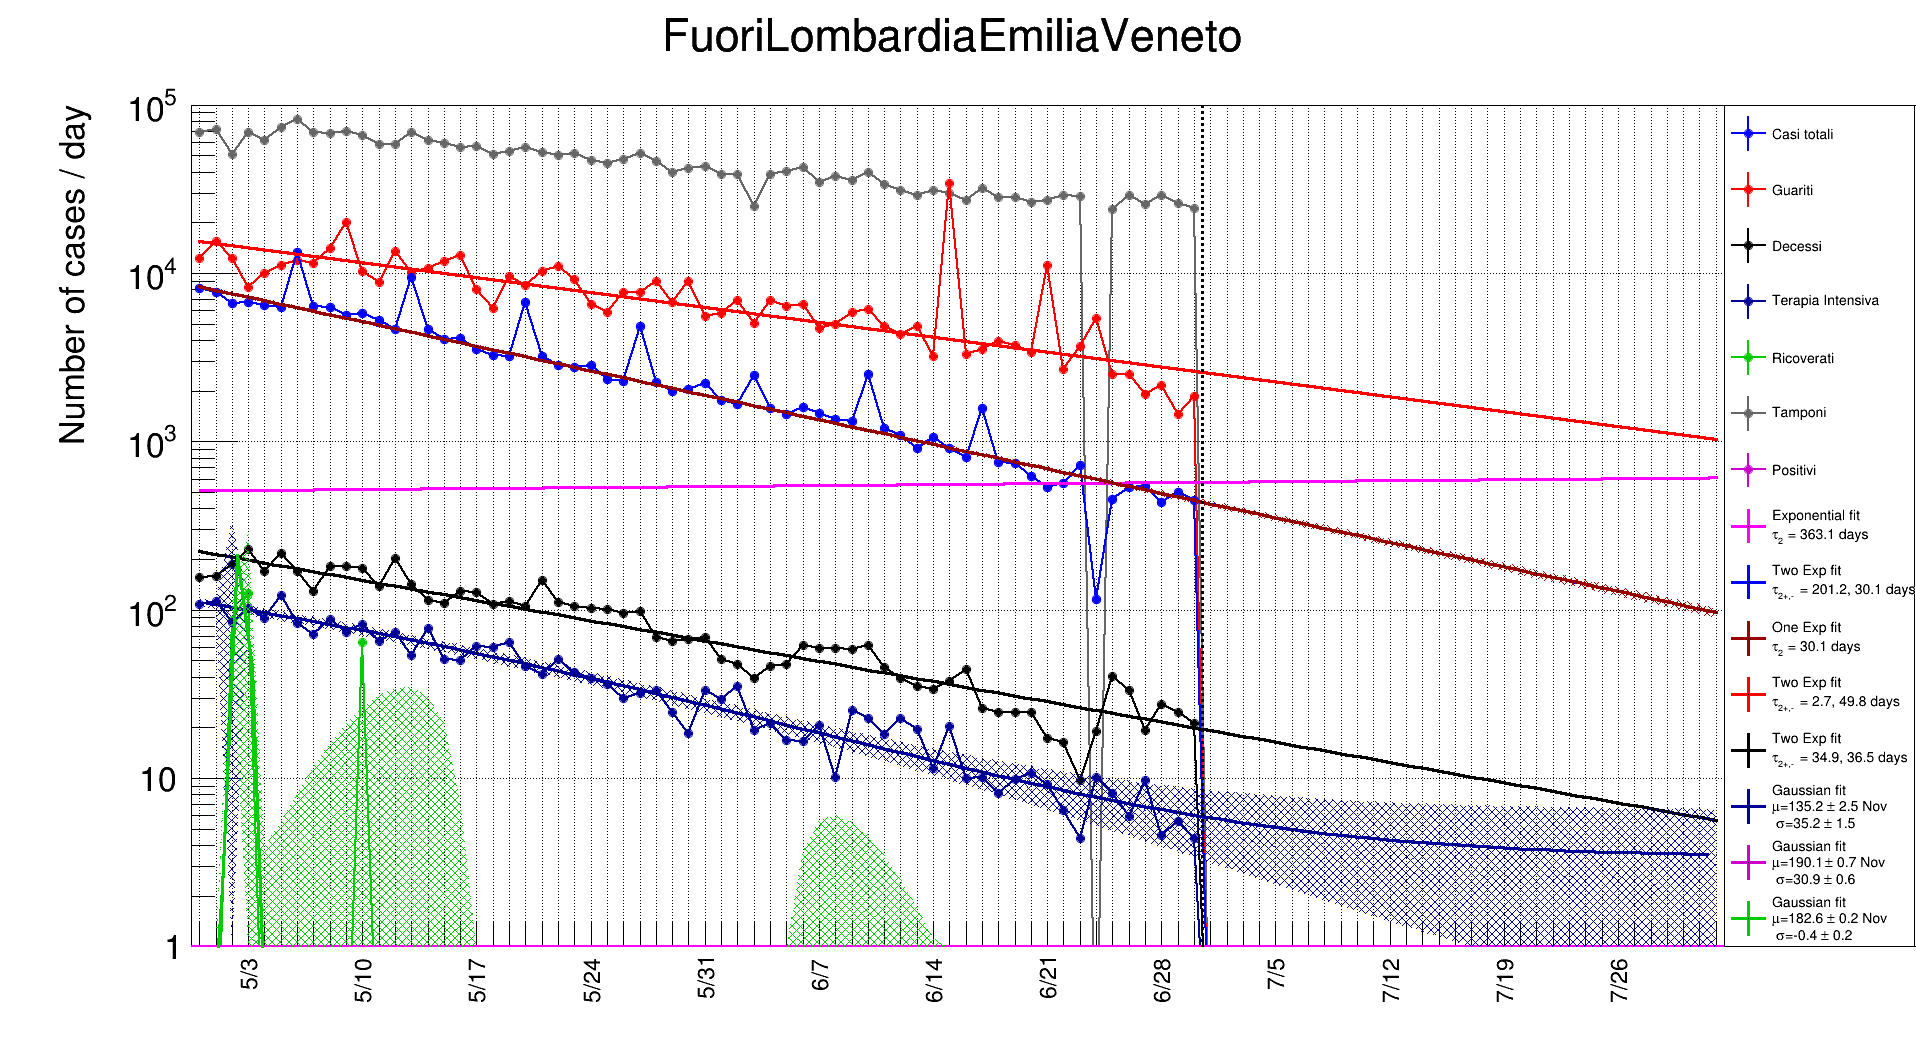 FuoriLombardiaEmiliaVeneto
Number of cases / day
10^5
10^4
10^3
10^2
10
1
5/3
5/10
5/17
5/24
5/31
6/7
6/14
6/21
6/28
7/5
7/12
7/19
7/26
Casi totali
Guariti
Decessi
Terapia Intensiva
Ricoverati
Tamponi
Positivi
Exponential fit
τ2 = 363.1 days
Two Exp fit
τ2+,- = 201.2, 30.1 days
One Exp fit
τ2 = 30.1 days
Two Exp fit
τ2+,- = 2.7, 49.8 days
Two Exp fit
τ2+,- = 34.9, 36.5 days
Gaussian fit
μ=135.2 ± 2.5 Nov
σ=35.2 ± 1.5
Gaussian fit
μ=190.1 ± 0.7 Nov
σ=30.9 ± 0.6
Gaussian fit
μ=182.6 ± 0.2 Nov
σ=-0.4 ± 0.2